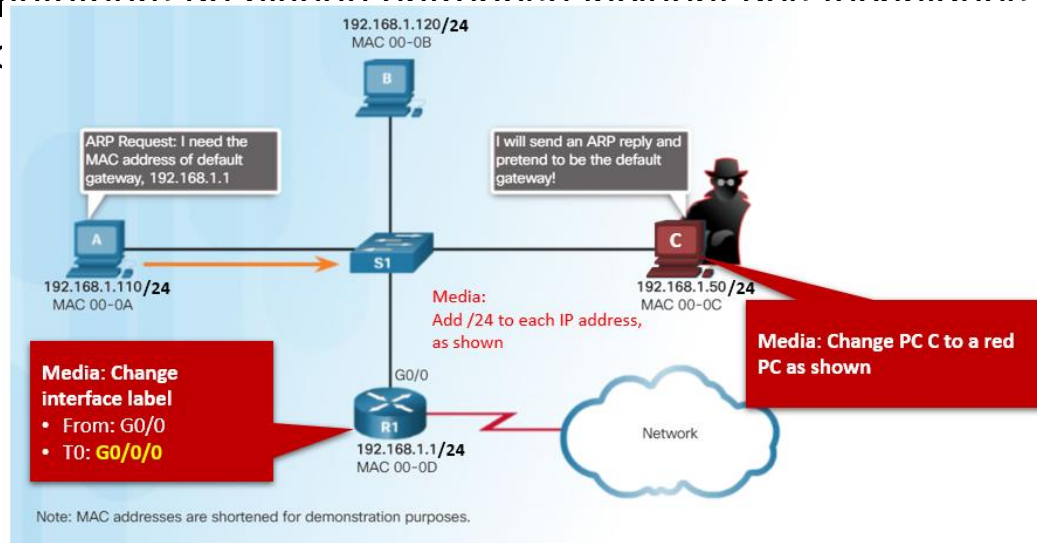 192.168.1.120/24
MAC 00-0B
B
ARP Request: I need the
MAC address of default
gateway, 192.168.1.1
I will send an ARP reply and
pretend to be the default
gateway!
A
S1
C
192.168.1.110/24
MAC 00-0A
192.168.1.50/24
MAC 00-0C
Media:
Add /24 to each IP address,
as shown
Media: Change PC C to a red
PC as shown
Media: Change
interface label
• From: G0/0
• T0: G0/0/0
G0/0
R1
192.168.1.1/24
MAC 00-0D
Network
Note: MAC addresses are shortened for demonstration purposes.